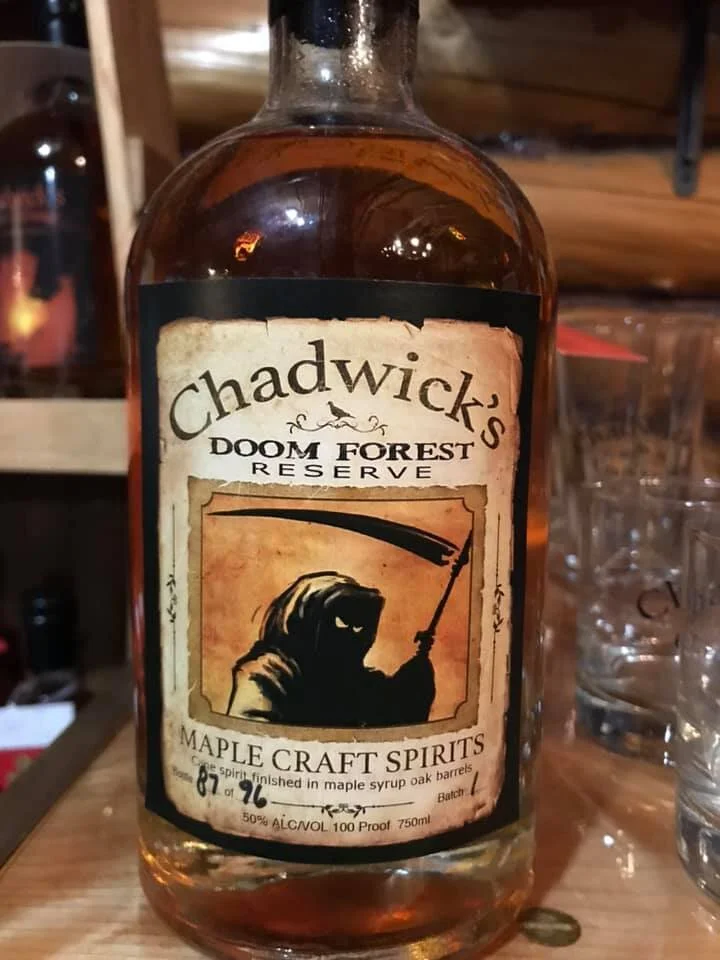 Chadwick's
DOOM FOREST
RESERVE
MAPLE CRAFT SPIRITS
Cane spirit finished in maple syrup oak barrels
Bottle 87 of 96
Batch 1
50% ALC/VOL 100 Proof 750ml